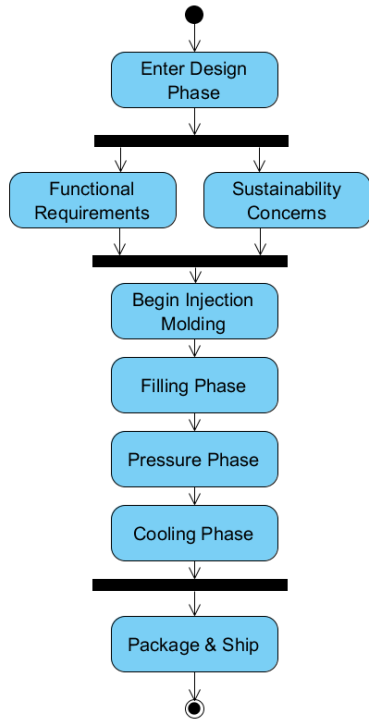 Enter Design
Phase
Functional
Requirements
Sustainability
Concerns
Begin Injection
Molding
Filling Phase
Pressure Phase
Cooling Phase
Package & Ship